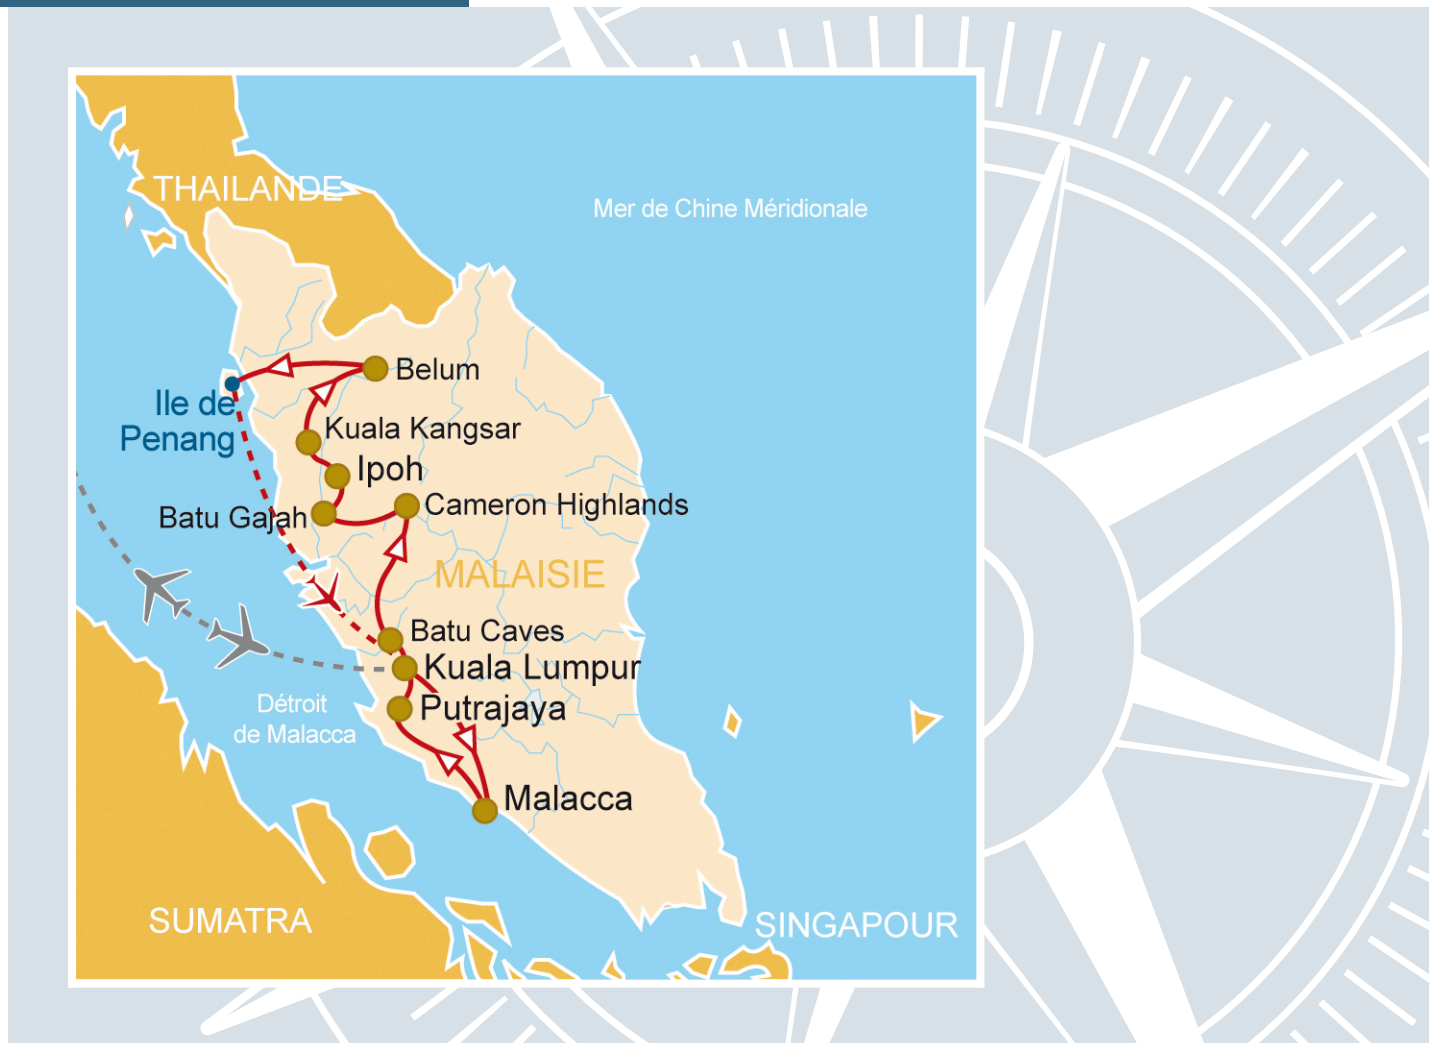 THAILANDE
Mer de Chine Méridionale
Belum
Ile de
Penang
Kuala Kangsar
Ipoh
Cameron Highlands
Batu Gajah
MALAISIE
Batu Caves
Kuala Lumpur
Détroit
de Malacca
Putrajaya
Malacca
SUMATRA
SINGAPOUR